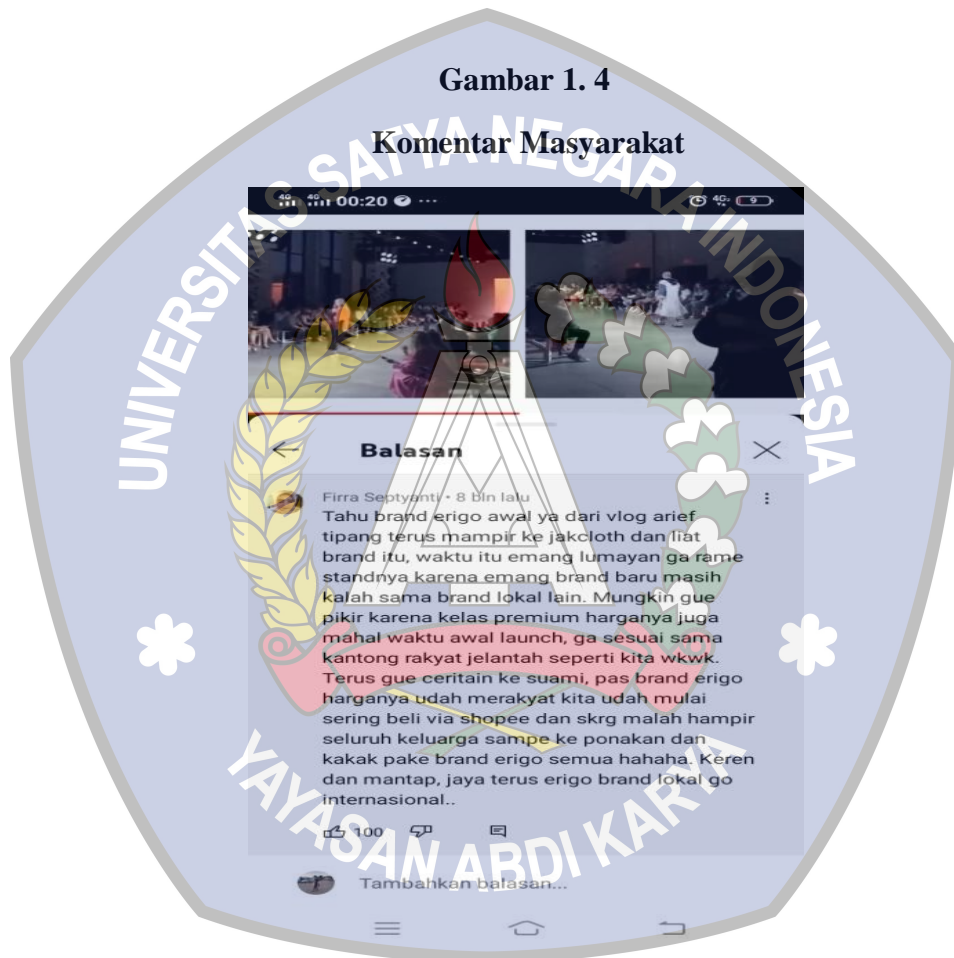 Gambar 1. 4
Komentar Masyarakat
UNIVERSITAS SATYA NEGARA INDONESIA
4G 4G 00:20 ...
4G 9
Balasan
Firra Septyanti • 8 bln lalu
Tahu brand erigo awal ya dari vlog arief
tipang terus mampir ke jakcloth dan liat
brand itu, waktu itu emang lumayan ga rame
standnya karena emang brand baru masih
kalah sama brand lokal lain. Mungkin gue
pikir karena kelas premium harganya juga
mahal waktu awal launch, ga sesuai sama
kantong rakyat jelantah seperti kita wkwk.
Terus gue ceritain ke suami, pas brand erigo
harganya udah merakyat kita udah mulai
sering beli via shopee dan skrg malah hampir
seluruh keluarga sampe ke ponakan dan
kakak pake brand erigo semua hahaha. Keren
dan mantap, jaya terus erigo brand lokal go
internasional..
100
Tambahkan balasan...
YAYASAN ABDI KARYA